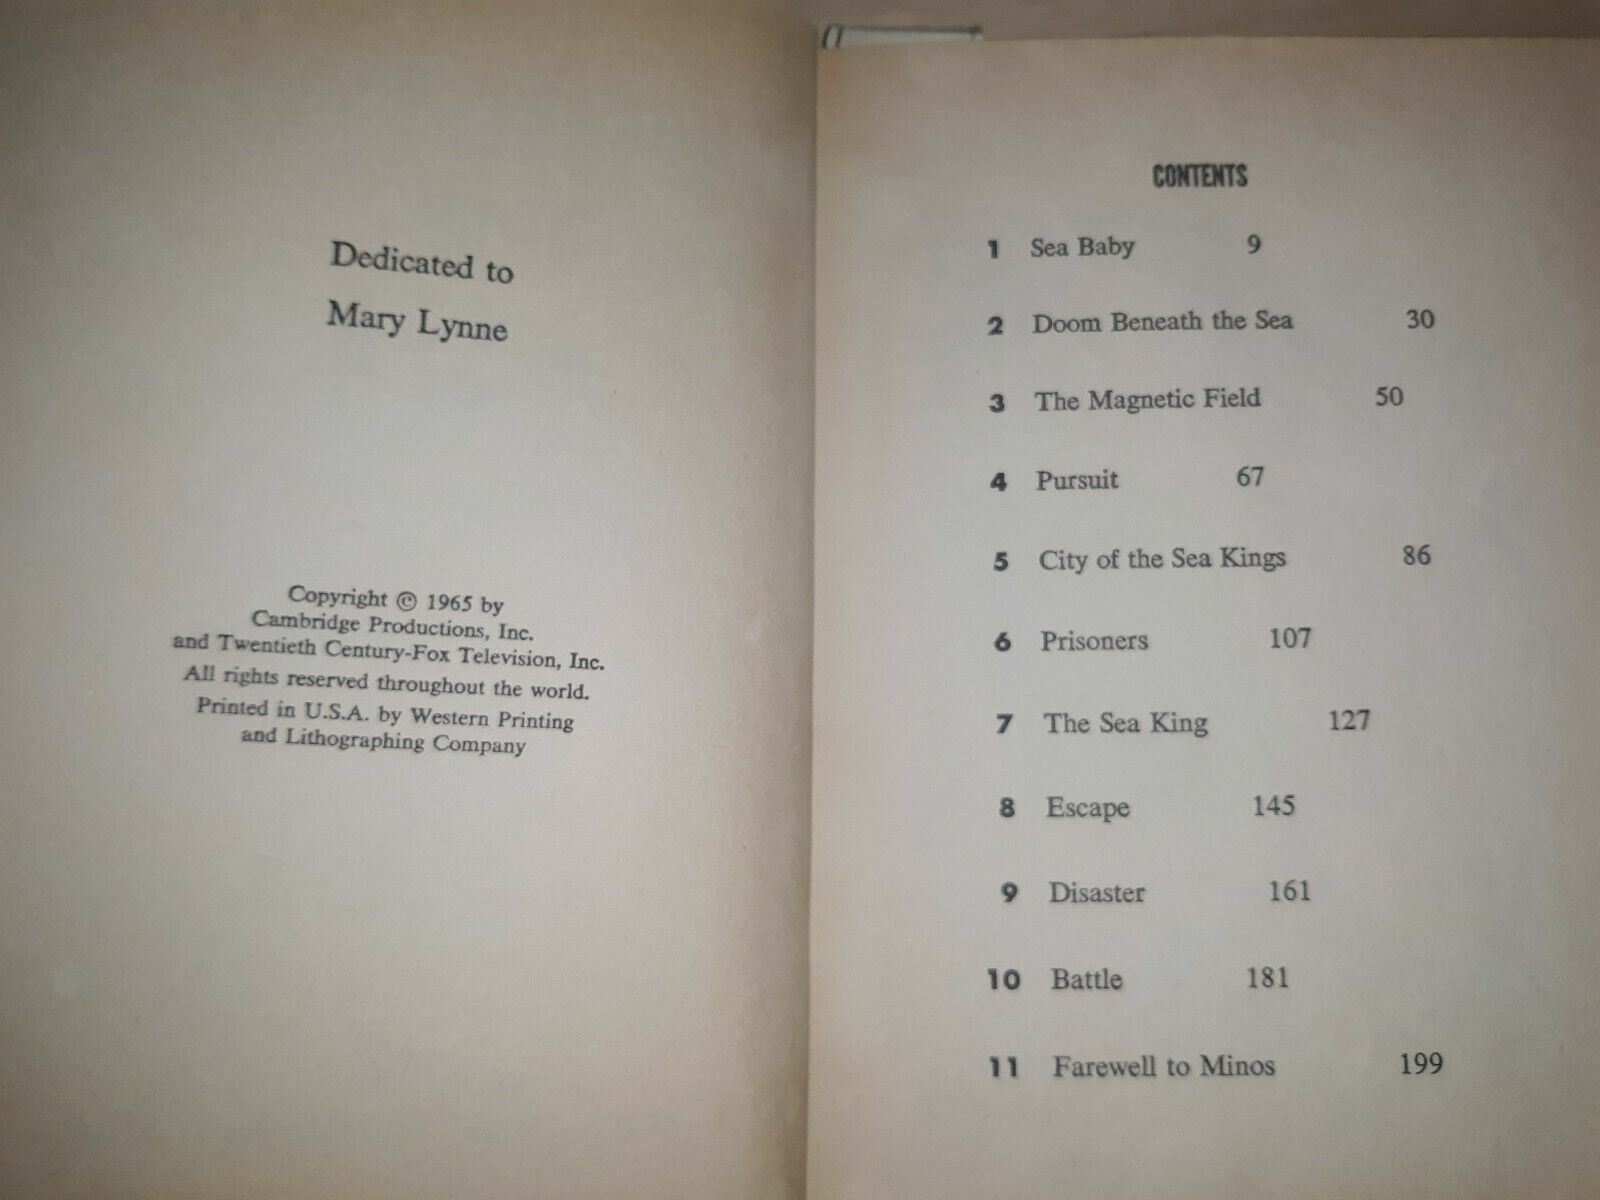 Dedicated to
Mary Lynne
Copyright © 1965 by
Cambridge Productions, Inc.
and Twentieth Century-Fox Television, Inc.
All rights reserved throughout the world.
Printed in U.S.A. by Western Printing
and Lithographing Company
CONTENTS
1 Sea Baby 9
2 Doom Beneath the Sea 30
3 The Magnetic Field 50
4 Pursuit 67
5 City of the Sea Kings 86
6 Prisoners 107
7 The Sea King 127
8 Escape 145
9 Disaster 161
10 Battle 181
11 Farewell to Minos 199